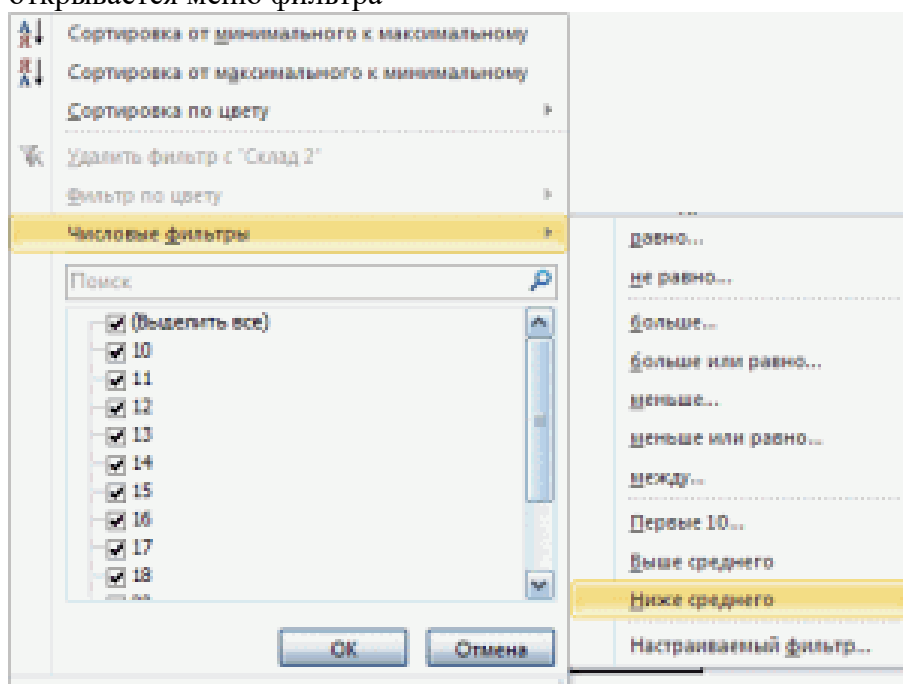 открывается меню фильтра
Сортировка от минимального к максимальному
Сортировка от максимального к минимальному
Сортировка по цвету
Удалить фильтр с "Склад 2"
Фильтр по цвету
Числовые фильтры
Поиск
(Выделить все)
10
11
12
13
14
15
16
17
18
ОК
Отмена
равно...
не равно...
больше...
больше или равно...
меньше...
меньше или равно...
между...
Первые 10...
Выше среднего
Ниже среднего
Настраиваемый фильтр...